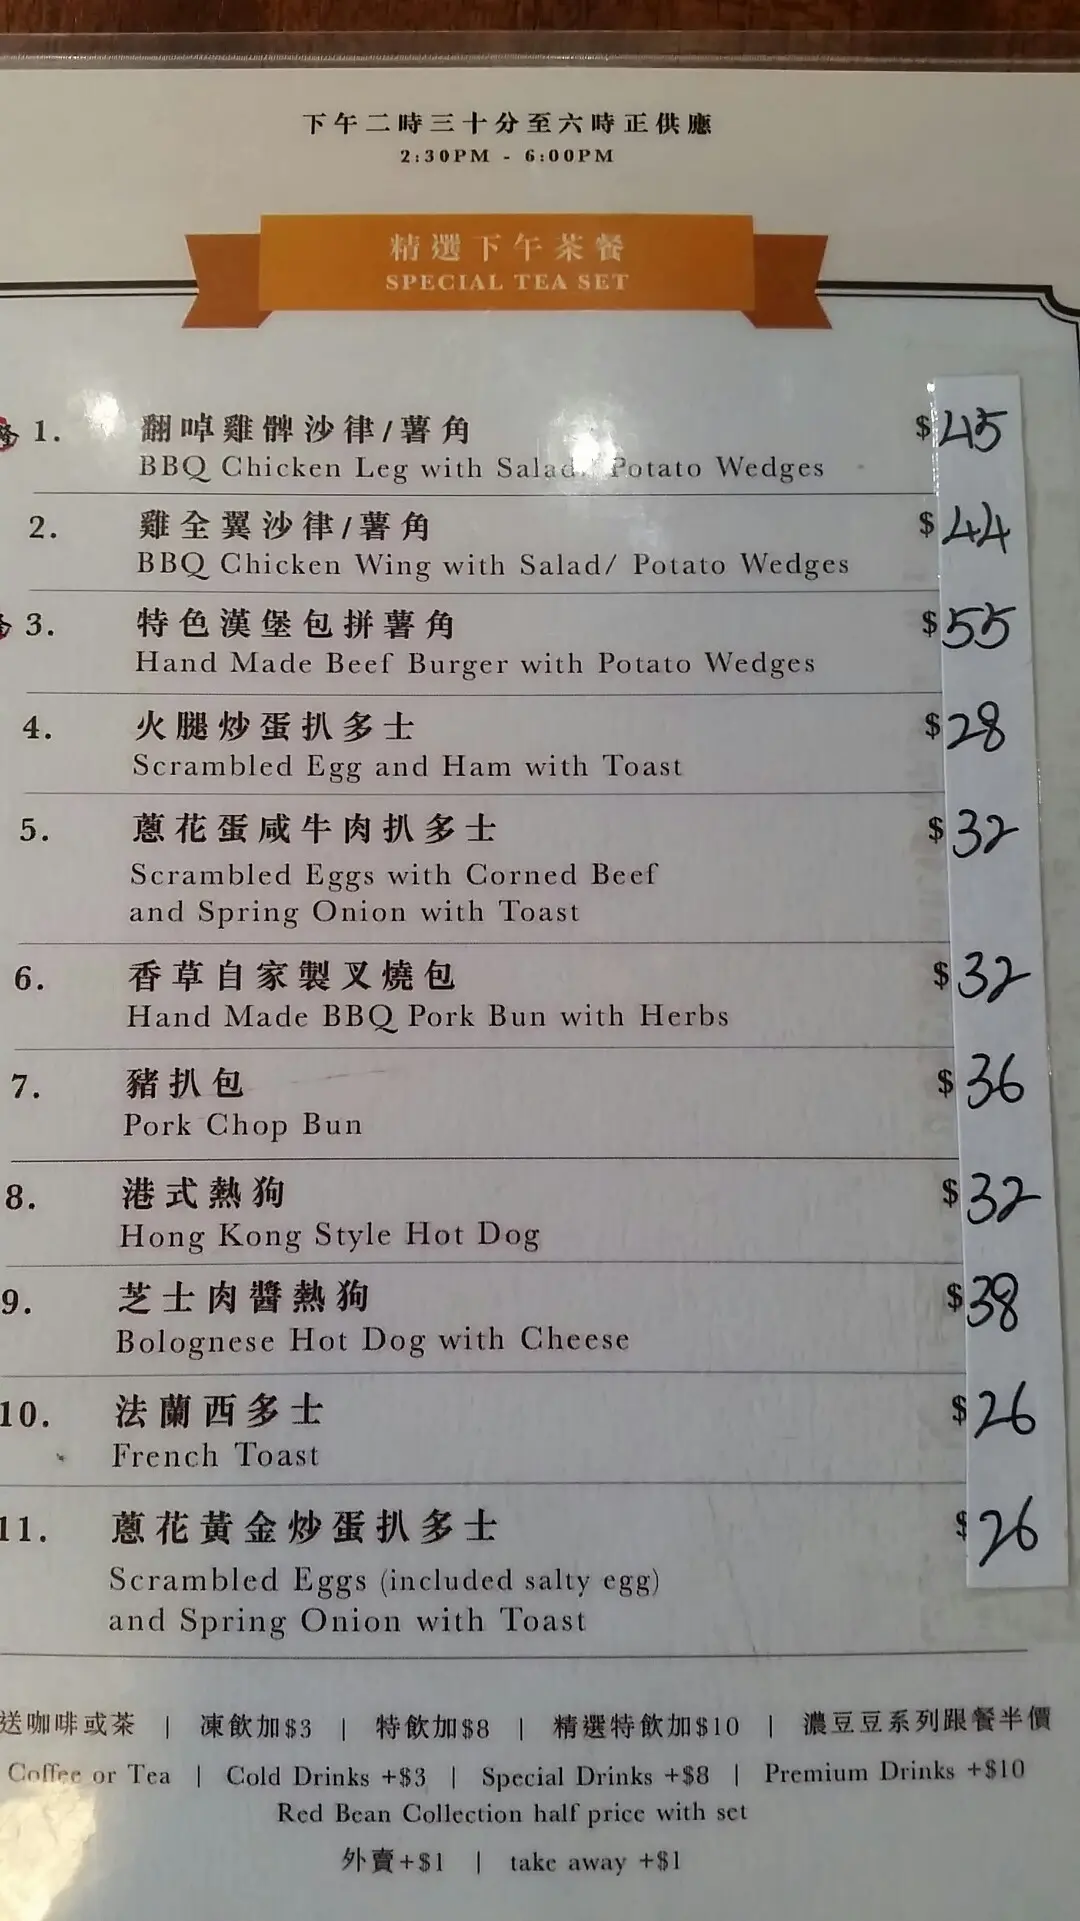 下午二時三十分至六時正供應
2:30PM - 6:00PM
精選下午茶餐
SPECIAL TEA SET
1. 翻啅雞髀沙律/薯角 $45
BBQ Chicken Leg with Salad/ Potato Wedges
2. 雞全翼沙律/薯角 $44
BBQ Chicken Wing with Salad/ Potato Wedges
3. 特色漢堡包拼薯角 $55
Hand Made Beef Burger with Potato Wedges
4. 火腿炒蛋扒多士 $28
Scrambled Egg and Ham with Toast
5. 蔥花蛋咸牛肉扒多士 $32
Scrambled Eggs with Corned Beef
and Spring Onion with Toast
6. 香草自家製叉燒包 $32
Hand Made BBQ Pork Bun with Herbs
7. 豬扒包 $36
Pork Chop Bun
8. 港式熱狗 $32
Hong Kong Style Hot Dog
9. 芝士肉醬熱狗 $38
Bolognese Hot Dog with Cheese
10. 法蘭西多士 $26
French Toast
11. 蔥花黃金炒蛋扒多士 $26
Scrambled Eggs (included salty egg)
and Spring Onion with Toast
送咖啡或茶 | 凍飲加$3 | 特飲加$8 | 精選特飲加$10 | 濃豆豆系列跟餐半價
Coffee or Tea | Cold Drinks +$3 | Special Drinks +$8 | Premium Drinks +$10
Red Bean Collection half price with set
外賣+$1 | take away +$1